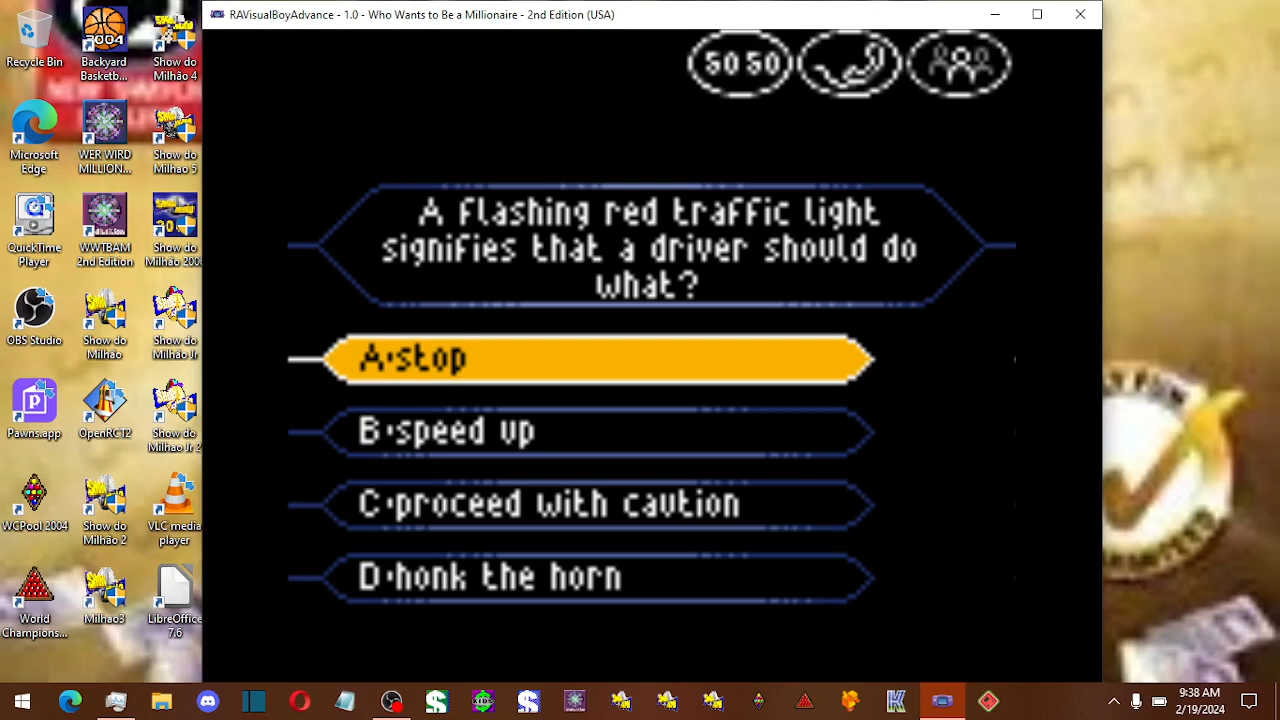 RAVisualBoyAdvance - 1.0 - Who Wants to Be a Millionaire - 2nd Edition (USA)
50 50
A flashing red traffic light
signifies that a driver should do
what?
A·stop
B·speed up
C·proceed with caution
D·honk the horn
Recycle Bin
Backyard
Basketb...
Show do
Milhão 4
Microsoft
Edge
WER WIRD
MILLION...
Show do
Milhão 5
QuickTime
Player
WWTBAM
2nd Edition
Show do
Milhão 200
OBS Studio
Show do
Milhão
Show do
Milhão Jr
Pawns.app
OpenRCT2
Show do
Milhão Jr 2
WCPool 2004
Show do
Milhão 2
VLC media
player
World
Champions...
Milhao3
LibreOffice
7.6
2004
9:38 AM
2/19/2024